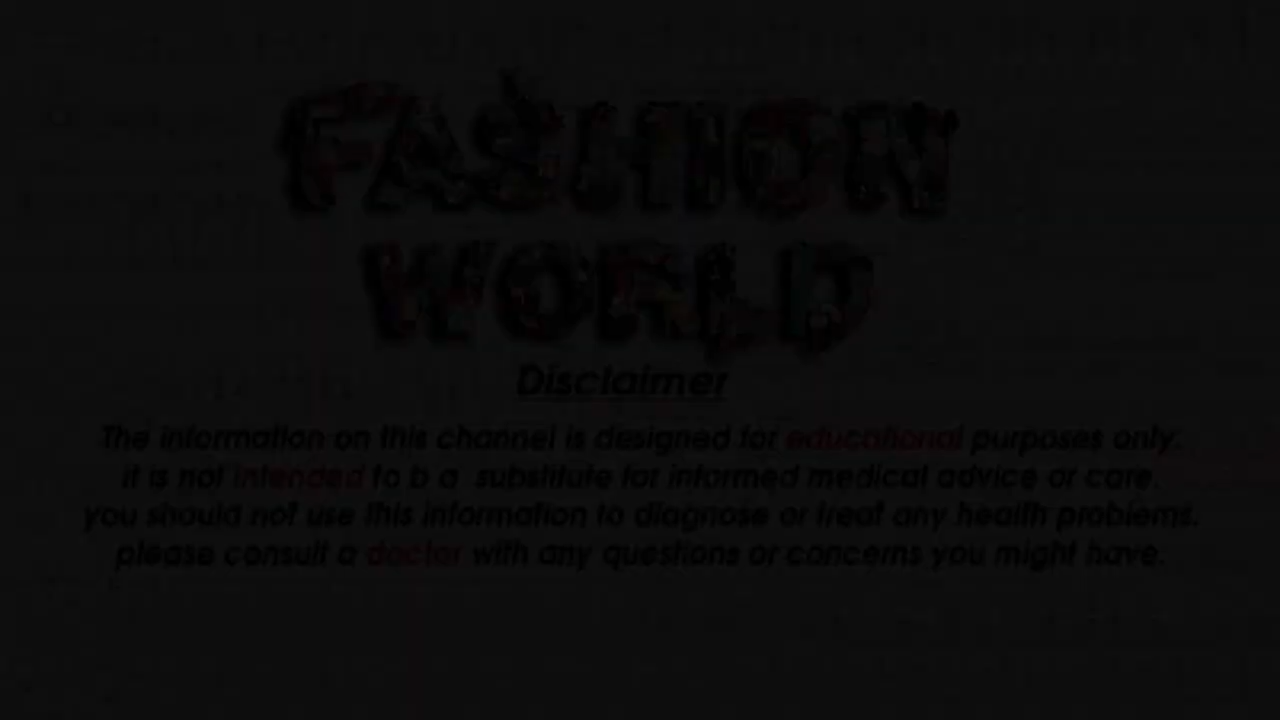 FASHION
WORLD
Disclaimer
The information on this channel is designed for educational purposes only.
it is not intended to b a substitute for informed medical advice or care.
you should not use this information to diagnose or treat any health problems.
please consult a doctor with any questions or concerns you might have.